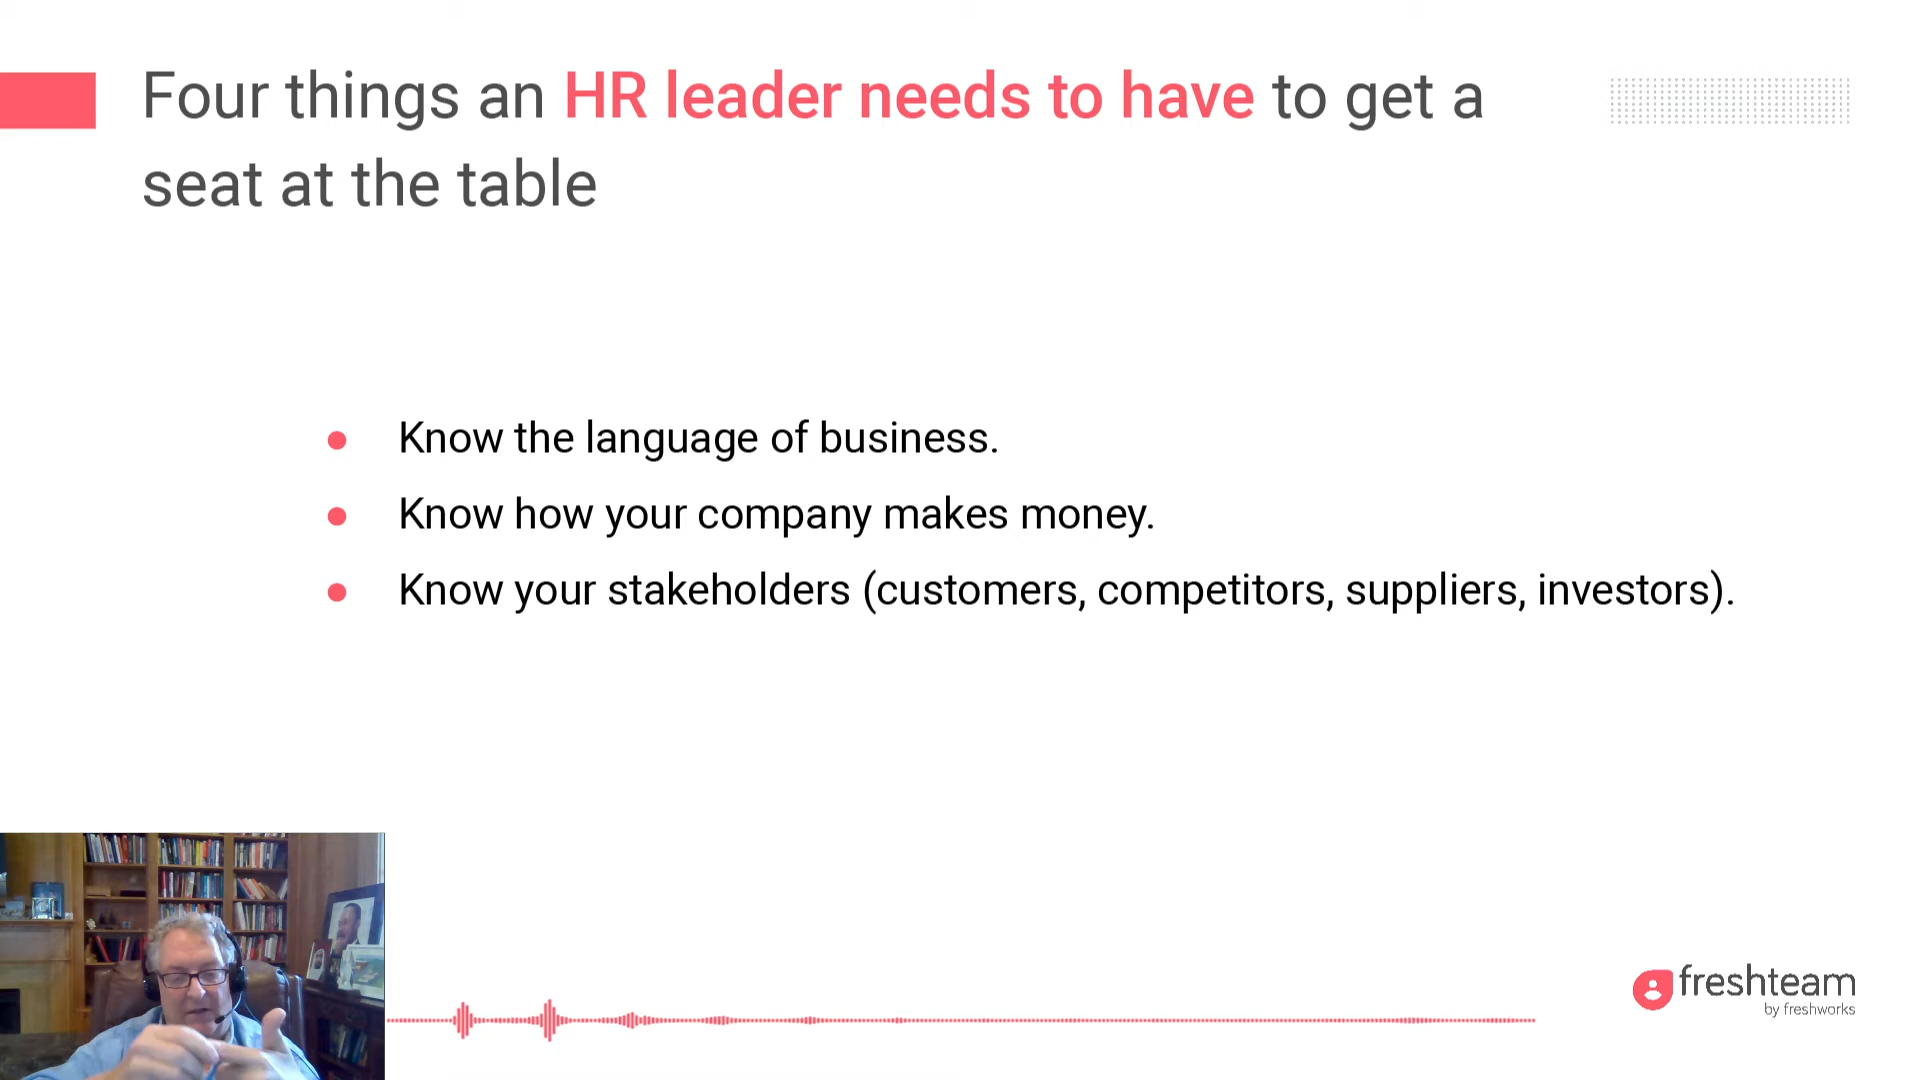 Four things an HR leader needs to have to get a
seat at the table
Know the language of business.
Know how your company makes money.
Know your stakeholders (customers, competitors, suppliers, investors).
freshteam
by freshworks